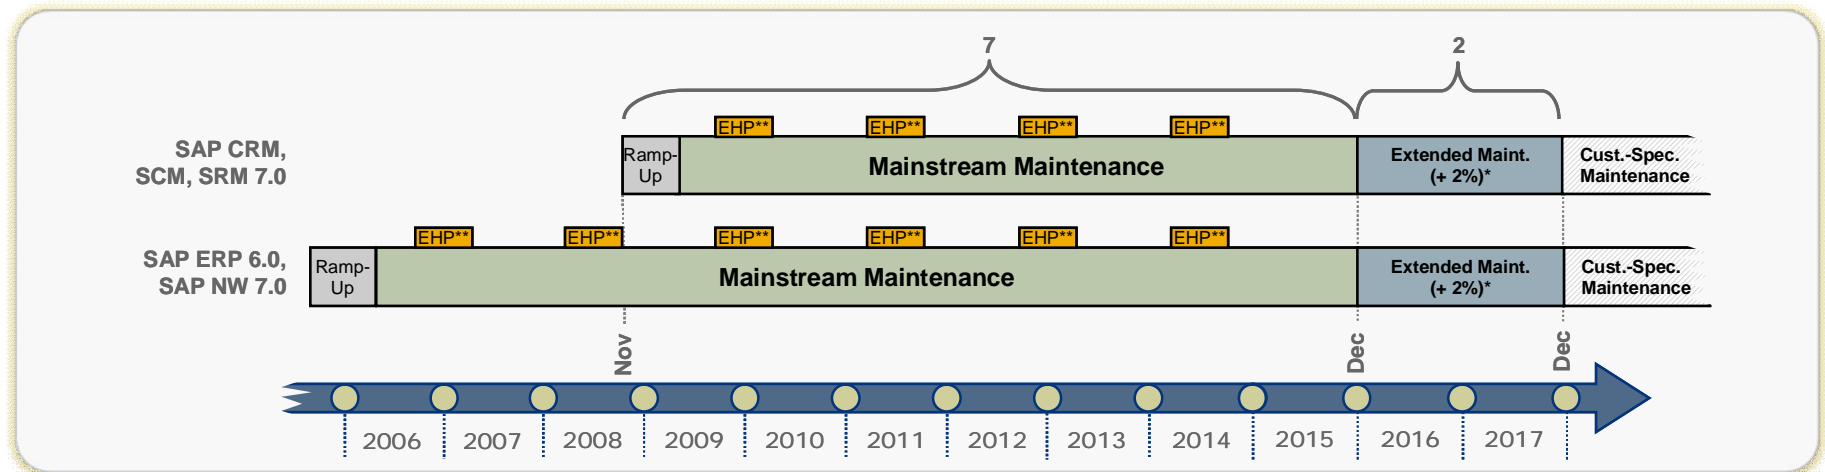 7
2
SAP CRM,
SCM, SRM 7.0
Ramp-
Up
EHP**
EHP**
EHP**
EHP**
Mainstream Maintenance
Extended Maint.
(+ 2%)*
Cust.-Spec.
Maintenance
SAP ERP 6.0,
SAP NW 7.0
Ramp-
Up
EHP**
EHP**
EHP**
EHP**
EHP**
EHP**
Mainstream Maintenance
Extended Maint.
(+ 2%)*
Cust.-Spec.
Maintenance
Nov
Dec
Dec
2006
2007
2008
2009
2010
2011
2012
2013
2014
2015
2016
2017